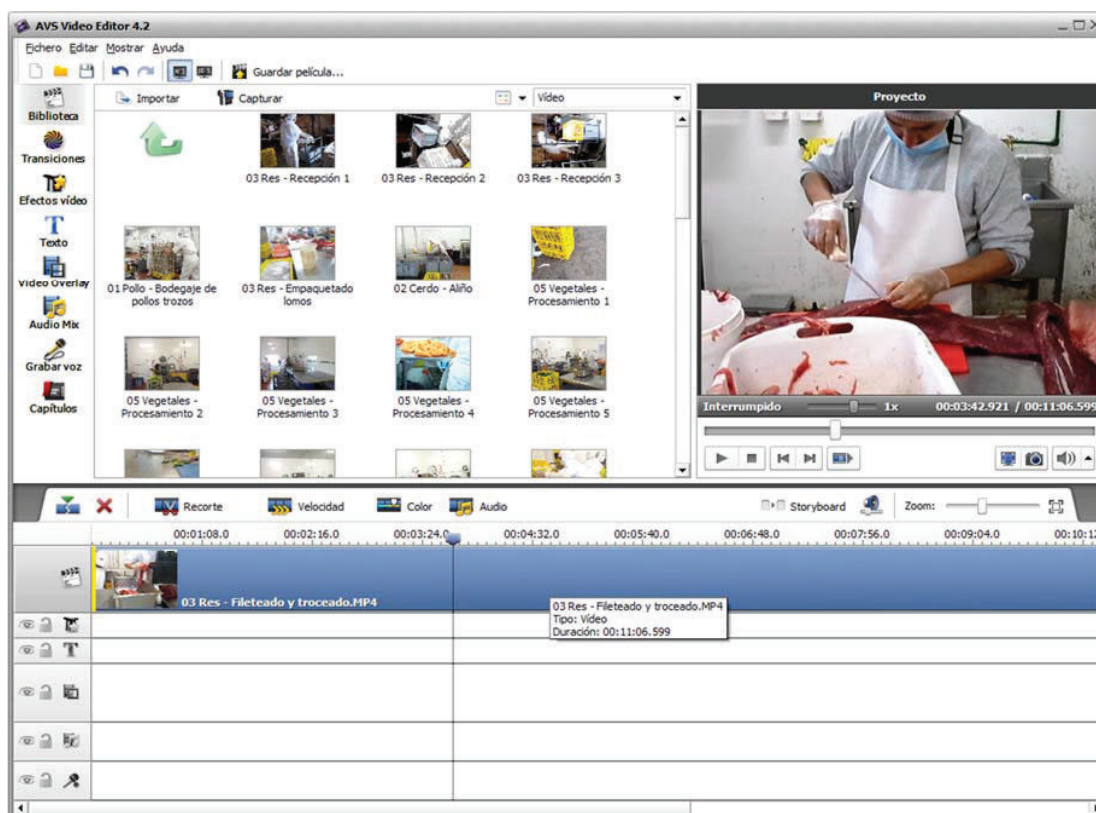 AVS Video Editor 4.2
Fichero Editar Mostrar Ayuda
Guardar película...
Biblioteca
Transiciones
Efectos vídeo
Texto
Video Overlay
Audio Mix
Grabar voz
Capítulos
Importar Capturar Vídeo
03 Res - Recepción 1
03 Res - Recepción 2
03 Res - Recepción 3
01 Pollo - Bodegaje de
pollos trozos
03 Res - Empaquetado
lomos
02 Cerdo - Aliño
05 Vegetales -
Procesamiento 1
05 Vegetales -
Procesamiento 2
05 Vegetales -
Procesamiento 3
05 Vegetales -
Procesamiento 4
05 Vegetales -
Procesamiento 5
Proyecto
Interrumpido 1x 00:03:42.921 / 00:11:06.599
Recorte Velocidad Color Audio Storyboard Zoom:
00:01:08.0 00:02:16.0 00:03:24.0 00:04:32.0 00:05:40.0 00:06:48.0 00:07:56.0 00:09:04.0 00:10:12
03 Res - Fileteado y troceado.MP4
03 Res - Fileteado y troceado.MP4
Tipo: Vídeo
Duración: 00:11:06.599